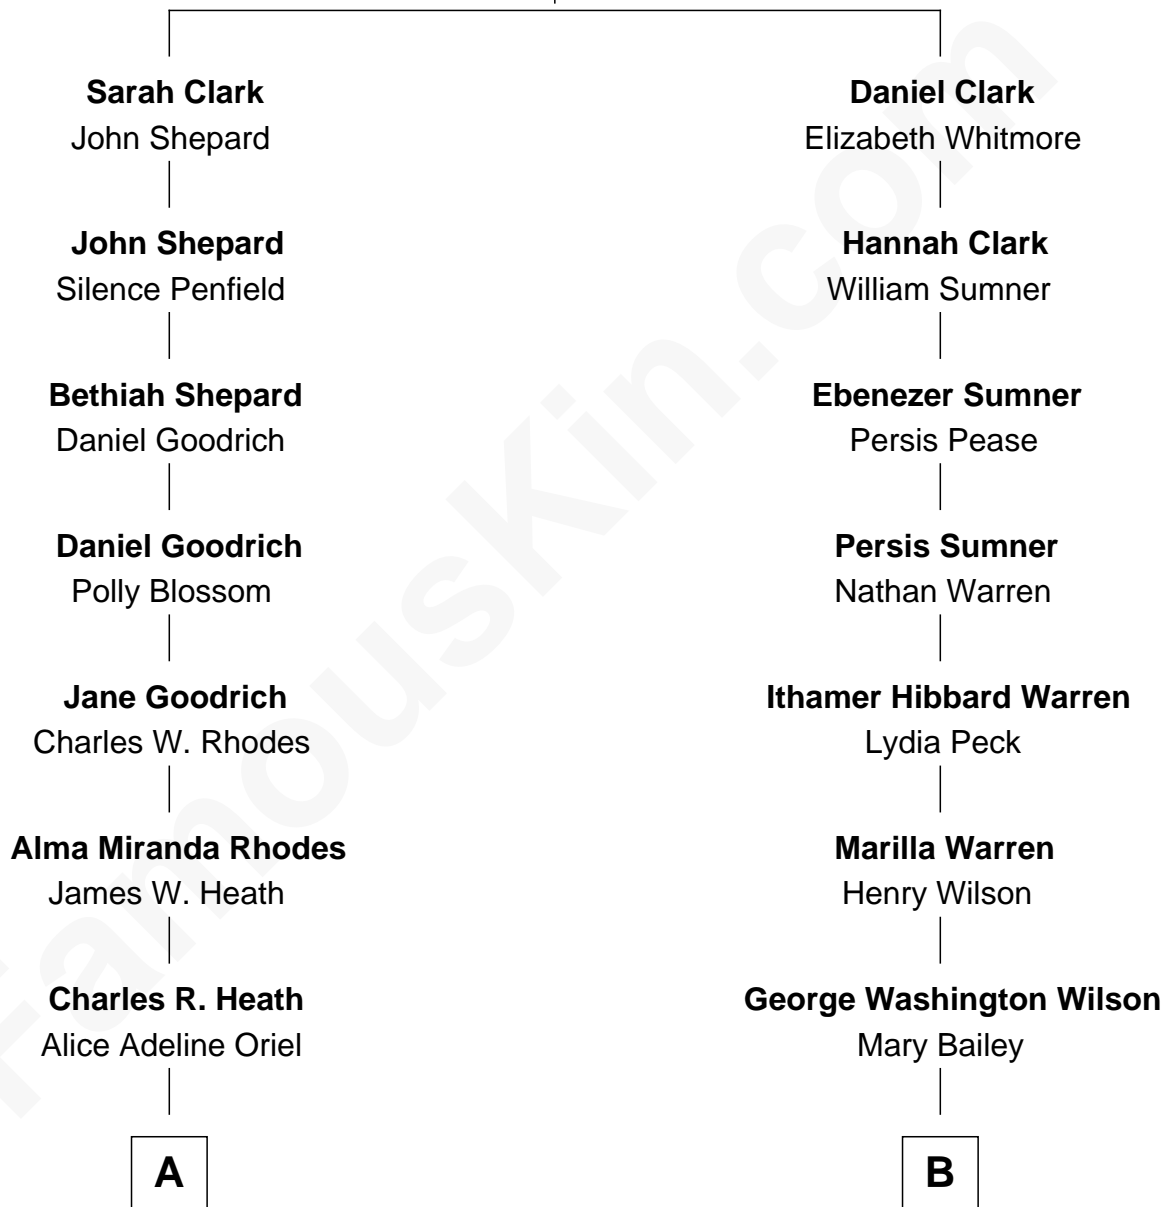 Sarah Clark
John Shepard
Daniel Clark
Elizabeth Whitmore
John Shepard
Silence Penfield
Hannah Clark
William Sumner
Bethiah Shepard
Daniel Goodrich
Ebenezer Sumner
Persis Pease
Daniel Goodrich
Polly Blossom
Persis Sumner
Nathan Warren
Jane Goodrich
Charles W. Rhodes
Ithamer Hibbard Warren
Lydia Peck
Alma Miranda Rhodes
James W. Heath
Marilla Warren
Henry Wilson
Charles R. Heath
Alice Adeline Oriel
George Washington Wilson
Mary Bailey
A
B
FamousKin.com